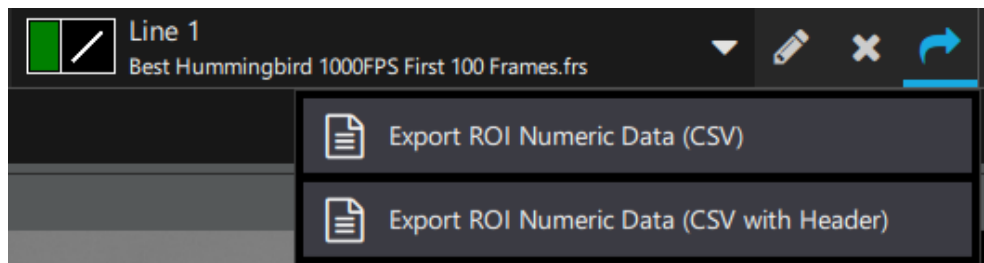 Line 1
Best Hummingbird 1000FPS First 100 Frames.frs
Export ROI Numeric Data (CSV)
Export ROI Numeric Data (CSV with Header)